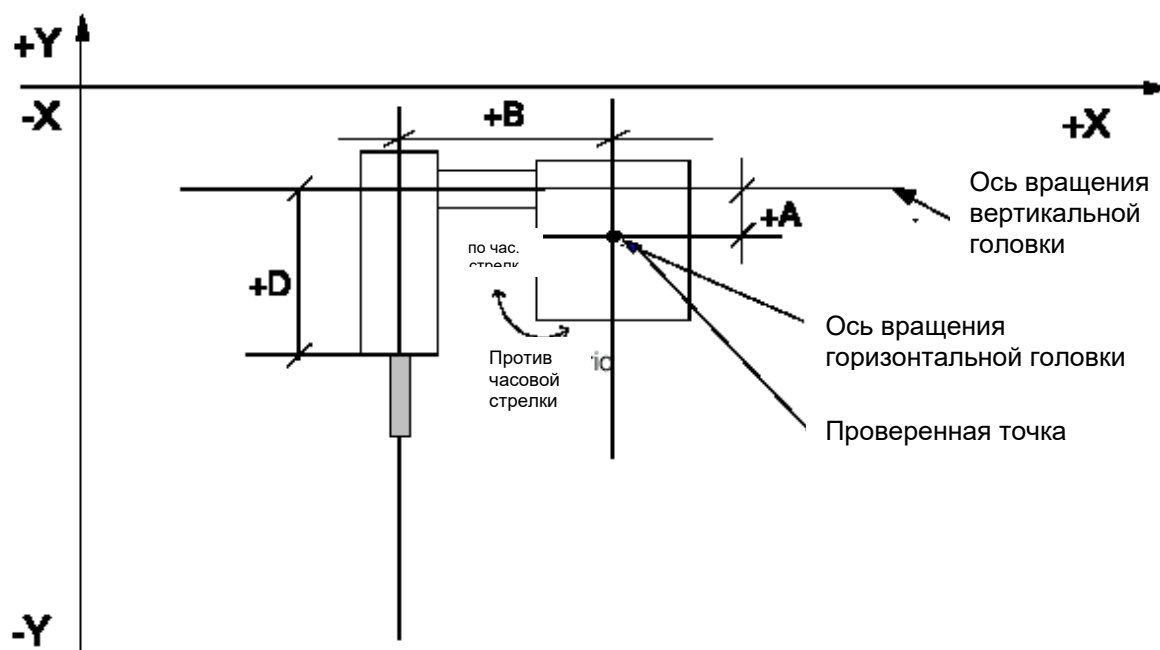 +Y
-X
+B
+X
Ось вращения
вертикальной
головки
+A
по час.
+D
Ось вращения
горизонтальной головки
Против
часовой
стрелки
Проверенная точка
-Y